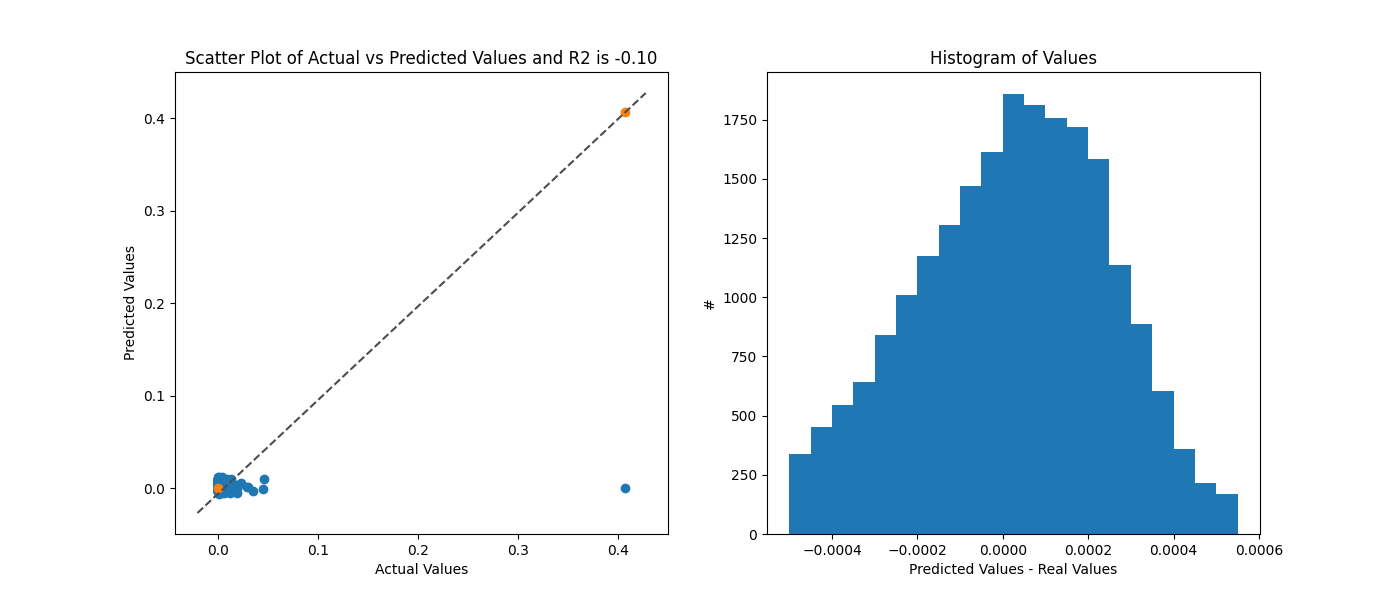 Scatter Plot of Actual vs Predicted Values and R2 is -0.10
Predicted Values
0.4
0.3
0.2
0.1
0.0
0.0 0.1 0.2 0.3 0.4
Actual Values
Histogram of Values
#
1750
1500
1250
1000
750
500
250
0
−0.0004 −0.0002 0.0000 0.0002 0.0004 0.0006
Predicted Values - Real Values